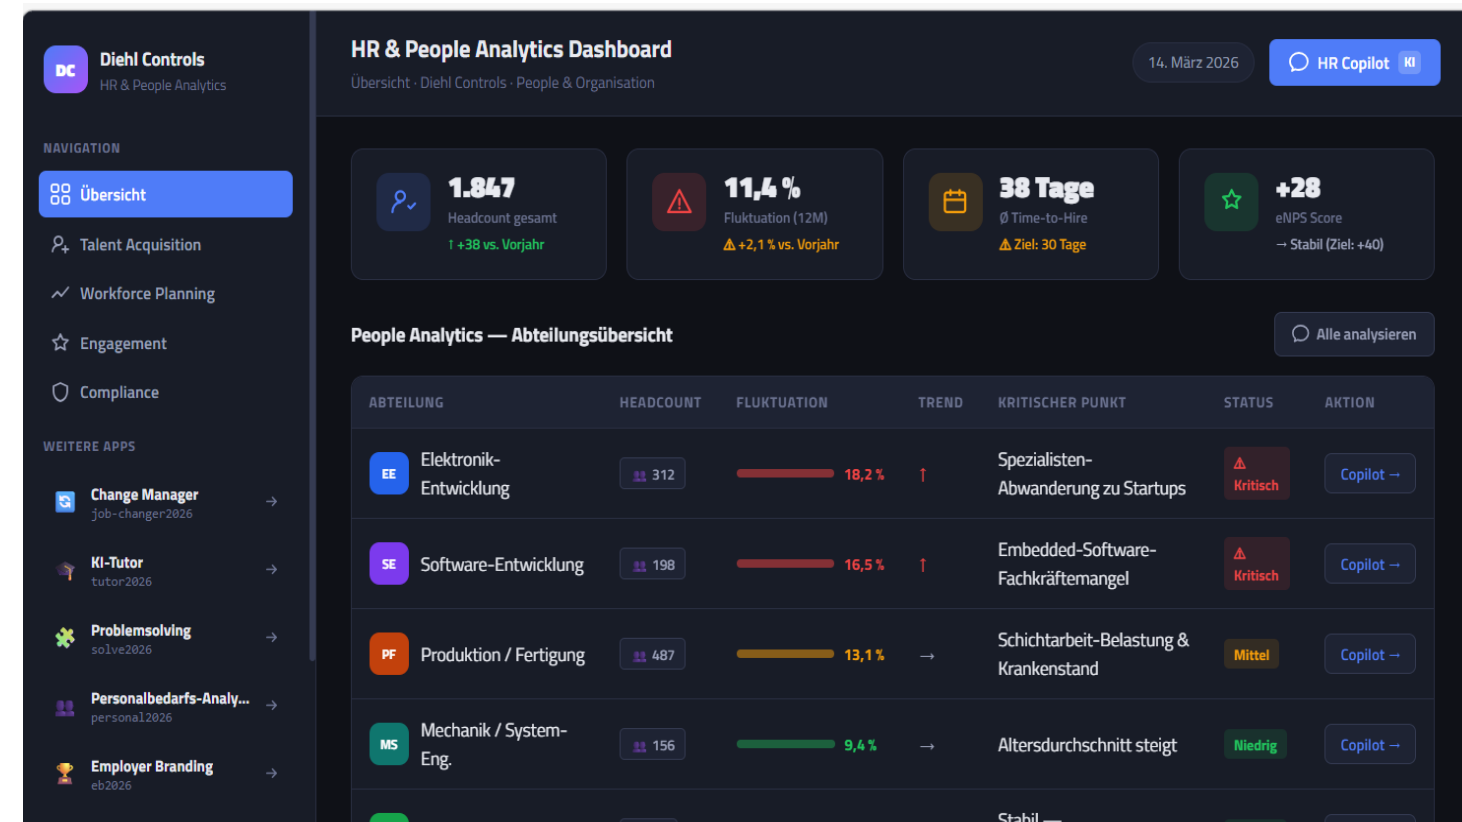 DC
Diehl Controls
HR & People Analytics
NAVIGATION
Übersicht
Talent Acquisition
Workforce Planning
Engagement
Compliance
WEITERE APPS
Change Manager
job-changer2026
→
KI-Tutor
tutor2026
→
Problemsolving
solve2026
→
Personalbedarfs-Analy...
personal2026
→
Employer Branding
eb2026
→
HR & People Analytics Dashboard
Übersicht · Diehl Controls · People & Organisation
14. März 2026
HR Copilot KI
1.847
Headcount gesamt
↑ +38 vs. Vorjahr
11,4 %
Fluktuation (12M)
⚠ +2,1 % vs. Vorjahr
38 Tage
Ø Time-to-Hire
⚠ Ziel: 30 Tage
+28
eNPS Score
→ Stabil (Ziel: +40)
People Analytics — Abteilungsübersicht
Alle analysieren
ABTEILUNG HEADCOUNT FLUKTUATION TREND KRITISCHER PUNKT STATUS AKTION
EE
Elektronik-
Entwicklung
312
18,2 %
↑
Spezialisten-
Abwanderung zu Startups
⚠
Kritisch
Copilot →
SE
Software-Entwicklung
198
16,5 %
↑
Embedded-Software-
Fachkräftemangel
⚠
Kritisch
Copilot →
PF
Produktion / Fertigung
487
13,1 %
→
Schichtarbeit-Belastung &
Krankenstand
Mittel
Copilot →
MS
Mechanik / System-
Eng.
156
9,4 %
→
Altersdurchschnitt steigt
Niedrig
Copilot →
Stabil —